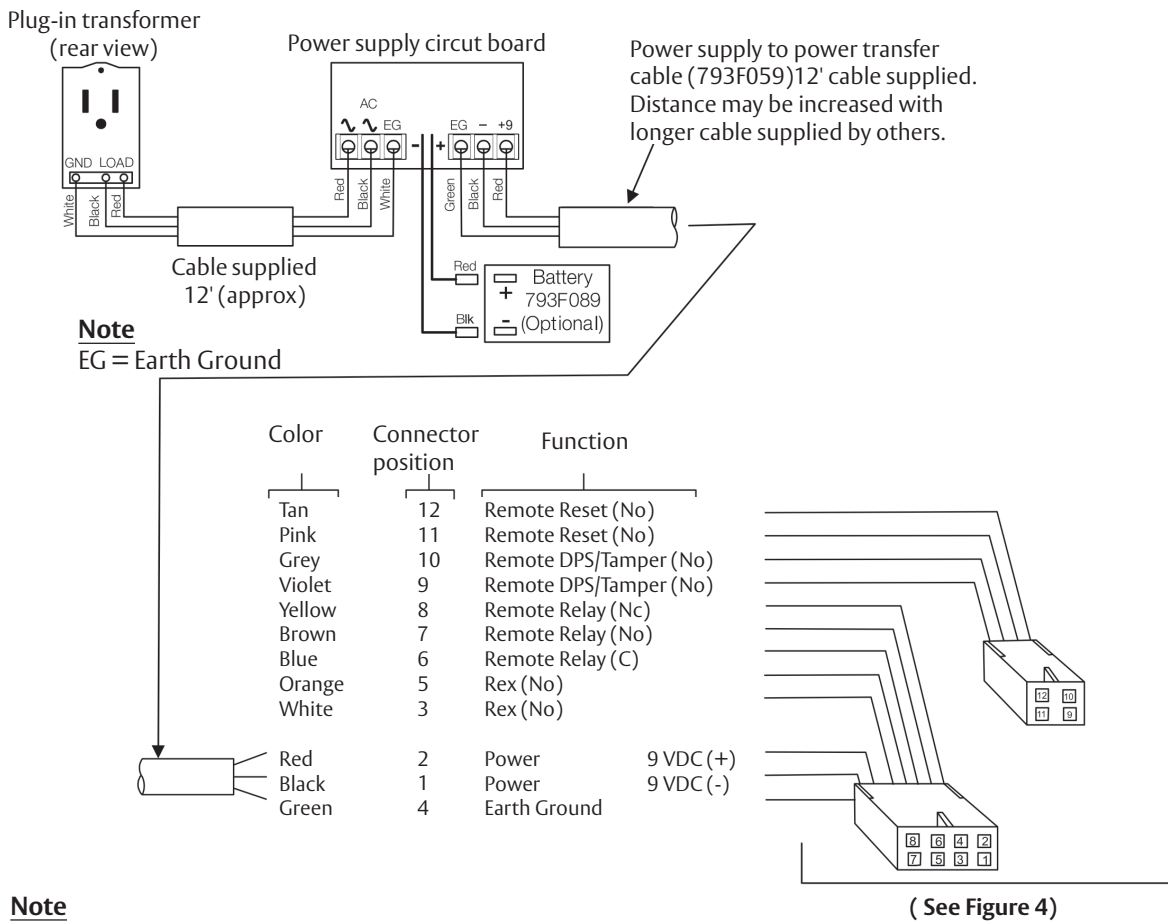 Plug-in transformer
(rear view)
Power supply circut board
Power supply to power transfer
cable (793F059)12' cable supplied.
Distance may be increased with
longer cable supplied by others.
AC
EG
EG - +9
- +
GND LOAD
White
Black
Red
Red
Black
White
Green
Black
Red
Cable supplied
12' (approx)
Red
Blk
Battery
+ 793F089
- (Optional)
Note
EG = Earth Ground
Color Connector position Function
Tan 12 Remote Reset (No)
Pink 11 Remote Reset (No)
Grey 10 Remote DPS/Tamper (No)
Violet 9 Remote DPS/Tamper (No)
Yellow 8 Remote Relay (Nc)
Brown 7 Remote Relay (No)
Blue 6 Remote Relay (C)
Orange 5 Rex (No)
White 3 Rex (No)
Red 2 Power 9 VDC (+)
Black 1 Power 9 VDC (-)
Green 4 Earth Ground
12 10
11 9
8 6 4 2
7 5 3 1
Note
( See Figure 4)